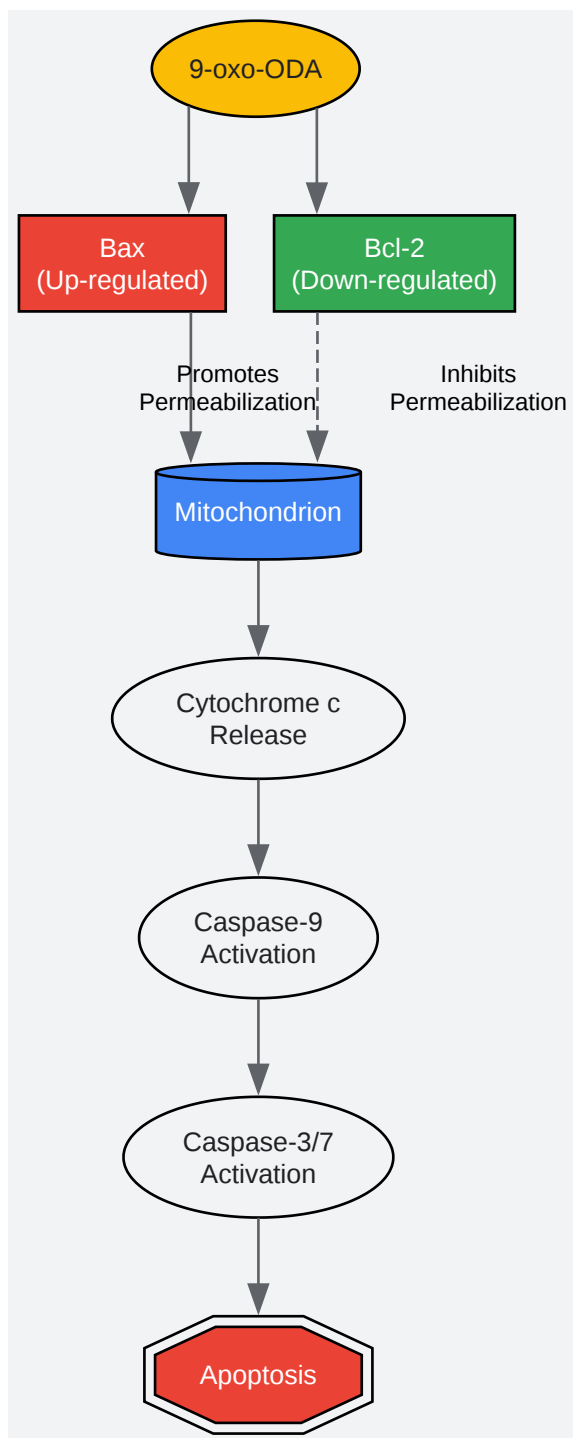 9-oxo-ODA
Bax
(Up-regulated)
Bcl-2
(Down-regulated)
Promotes
Permeabilization
Inhibits
Permeabilization
Mitochondrion
Cytochrome c
Release
Caspase-9
Activation
Caspase-3/7
Activation
Apoptosis